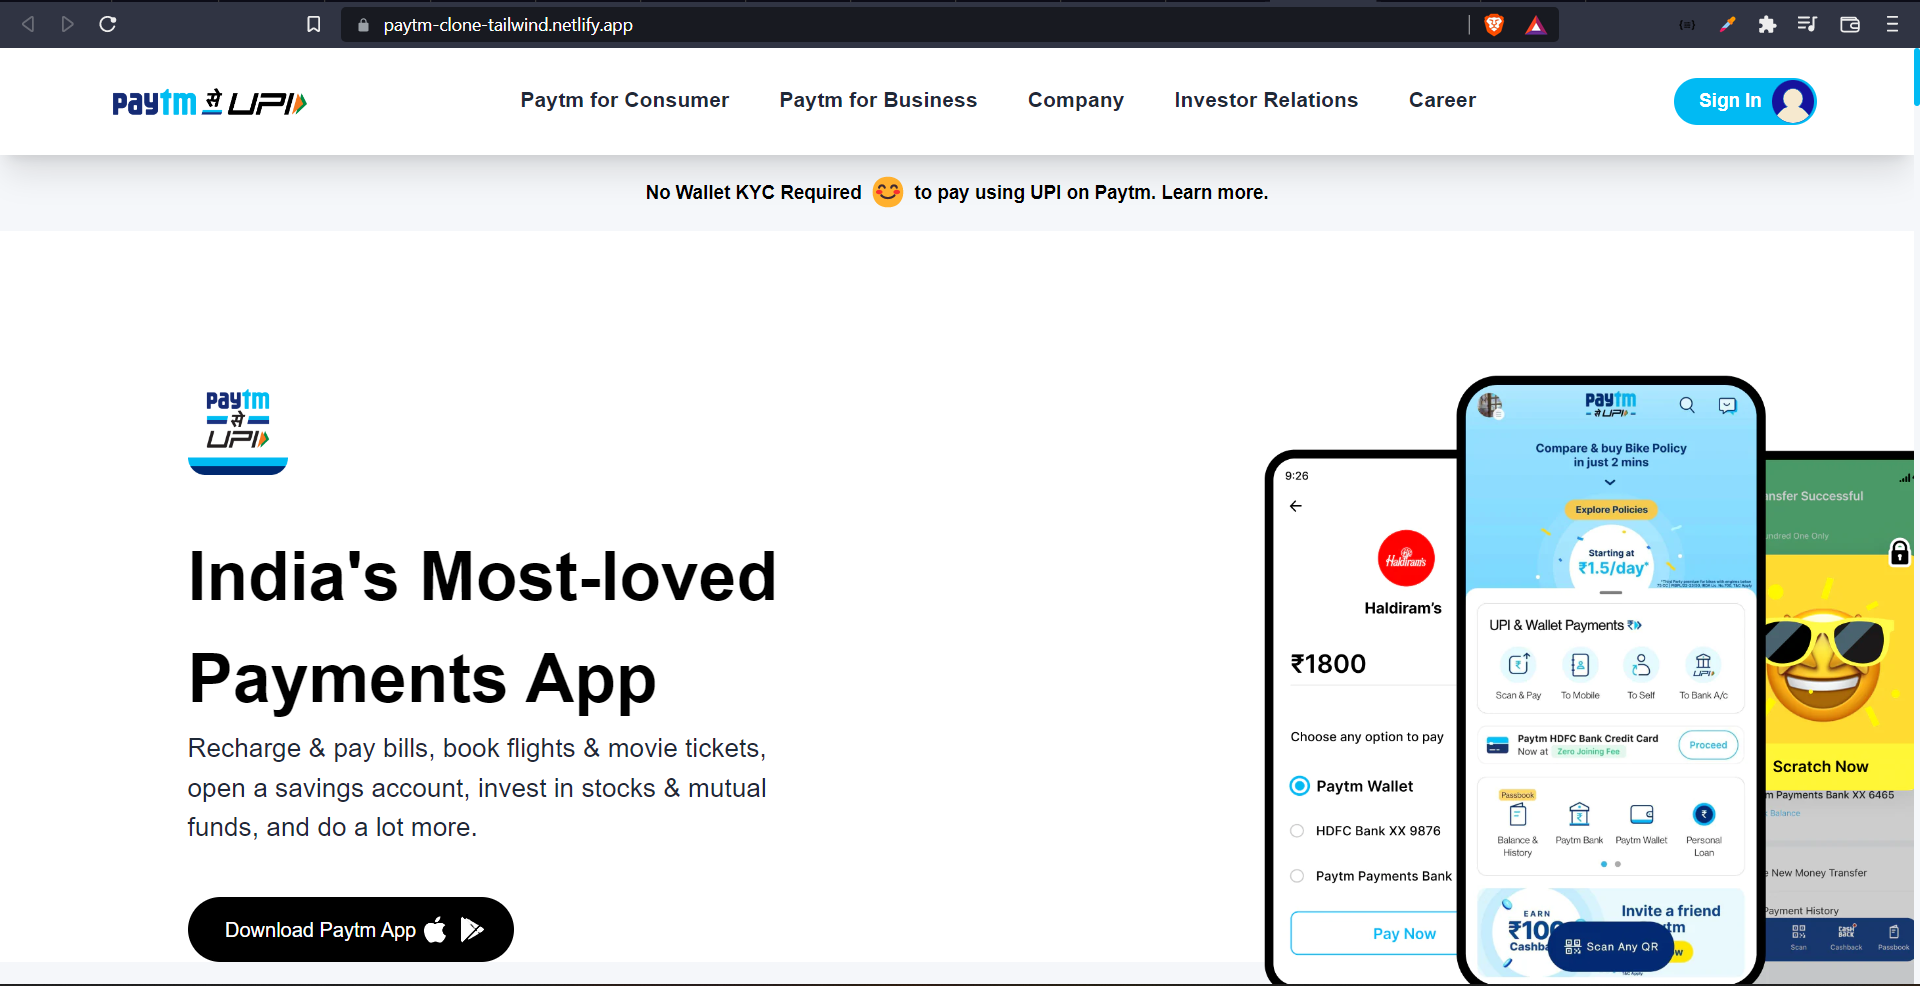 paytm-clone-tailwind.netlify.app
paytm से UPI
Paytm for Consumer
Paytm for Business
Company
Investor Relations
Career
Sign In
No Wallet KYC Required 😊 to pay using UPI on Paytm. Learn more.
paytm
से
UPI
India's Most-loved
Payments App
Recharge & pay bills, book flights & movie tickets,
open a savings account, invest in stocks & mutual
funds, and do a lot more.
Download Paytm App
9:26
Haldiram's
Haldiram's
₹1800
Choose any option to pay
Paytm Wallet
HDFC Bank XX 9876
Paytm Payments Bank
Pay Now
paytm
से UPI
Compare & buy Bike Policy
in just 2 mins
Explore Policies
Starting at
₹1.5/day*
UPI & Wallet Payments
Scan & Pay
To Mobile
To Self
UPI
To Bank A/c
Paytm HDFC Bank Credit Card
Now at Zero Joining Fee
Proceed
Passbook
Balance &
History
Paytm Bank
Paytm Wallet
Personal
Loan
EARN
₹100
Cashba
Invite a friend
tm
Scan Any QR
w
T&C Apply
nsfer Successful
undred One Only
Scratch Now
m Payments Bank XX 6465
Balance
e New Money Transfer
Payment History
Scan
CASH
BACK
Cashback
Passbook